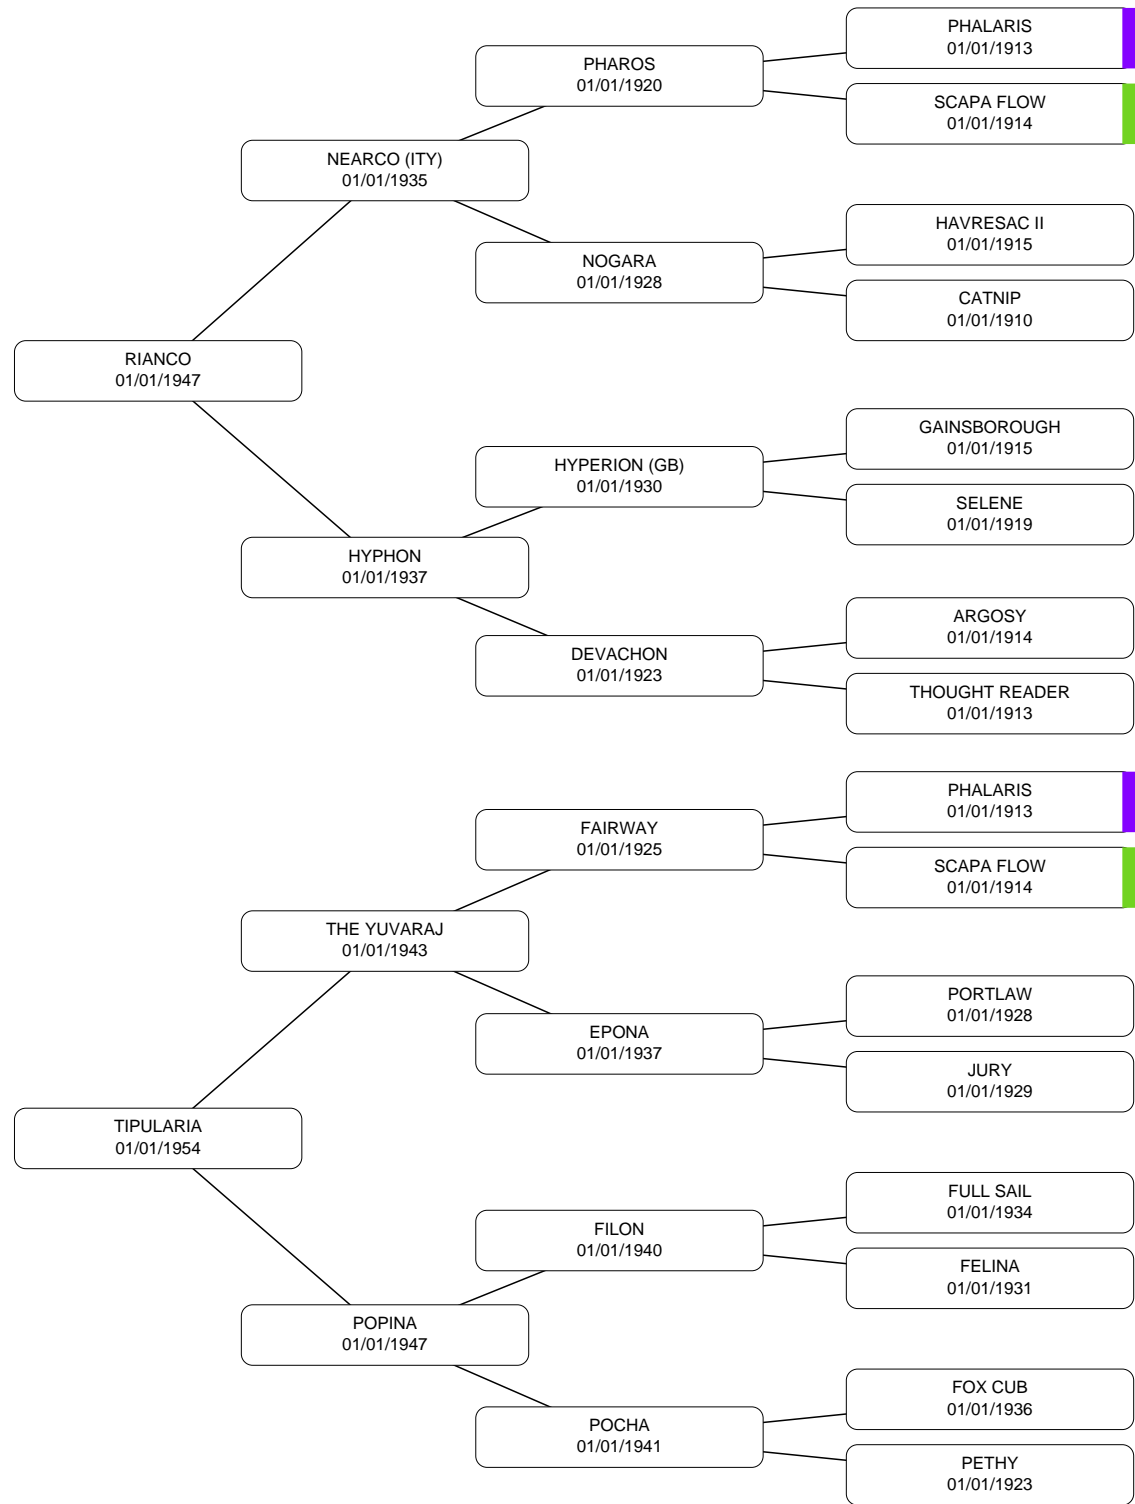 PHALARIS
01/01/1913
PHAROS
01/01/1920
SCAPA FLOW
01/01/1914
NEARCO (ITY)
01/01/1935
HAVRESAC II
01/01/1915
NOGARA
01/01/1928
CATNIP
01/01/1910
RIANCO
01/01/1947
GAINSBOROUGH
01/01/1915
HYPERION (GB)
01/01/1930
SELENE
01/01/1919
HYPHON
01/01/1937
ARGOSY
01/01/1914
DEVACHON
01/01/1923
THOUGHT READER
01/01/1913
PHALARIS
01/01/1913
FAIRWAY
01/01/1925
SCAPA FLOW
01/01/1914
THE YUVARAJ
01/01/1943
PORTLAW
01/01/1928
EPONA
01/01/1937
JURY
01/01/1929
TIPULARIA
01/01/1954
FULL SAIL
01/01/1934
FILON
01/01/1940
FELINA
01/01/1931
POPINA
01/01/1947
FOX CUB
01/01/1936
POCHA
01/01/1941
PETHY
01/01/1923